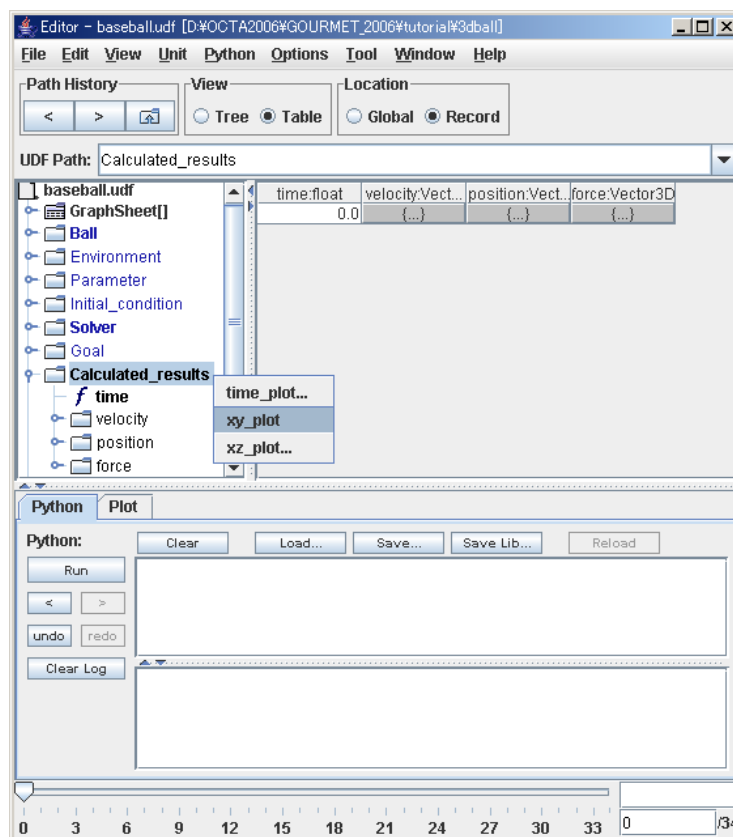 Editor - baseball.udf [D:¥OCTA2006¥GOURMET_2006¥tutorial¥3dball]
File Edit View Unit Python Options Tool Window Help
Path History View Location
< > Tree Table Global Record
UDF Path: Calculated_results
baseball.udf
GraphSheet[]
Ball
Environment
Parameter
Initial_condition
Solver
Goal
Calculated_results
f time
velocity
position
force
time:float velocity:Vect... position:Vect... force:Vector3D
0.0 {...} {...} {...}
time_plot...
xy_plot
xz_plot...
Python Plot
Python: Clear Load... Save... Save Lib... Reload
Run
< >
undo redo
Clear Log
0 3 6 9 12 15 18 21 24 27 30 33
0 /34